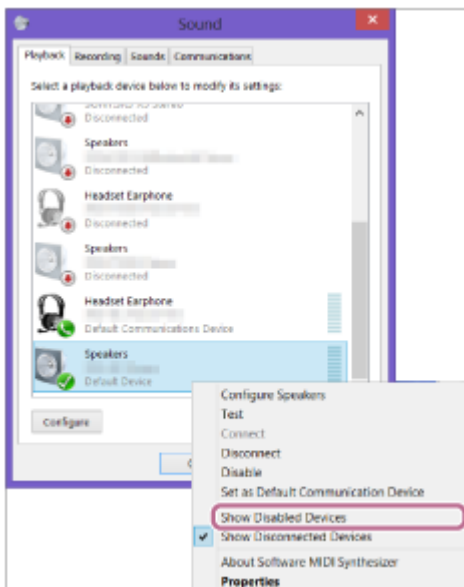 Sound
Playback Recording Sounds Communications
Select a playback device below to modify its settings:
Disconnected
Speakers
Disconnected
Headset Earphone
Disconnected
Speakers
Disconnected
Headset Earphone
Default Communications Device
Speakers
Default Device
Configure
Configure Speakers
Test
Connect
Disconnect
Disable
Set as Default Communication Device
Show Disabled Devices
Show Disconnected Devices
About Software MIDI Synthesizer
Properties